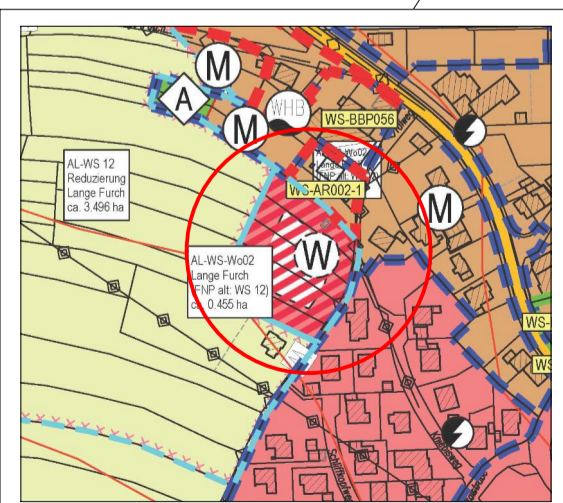 M
A
WHB
M
WS-BBP056
AL-WS 12
Reduzierung
Lange Furch
ca. 3.496 ha
WS-AR002-1
M
W
AL-WS-Wo02
Lange Furch
(FNP alt: WS 12)
ca. 0.455 ha
WS-
WS